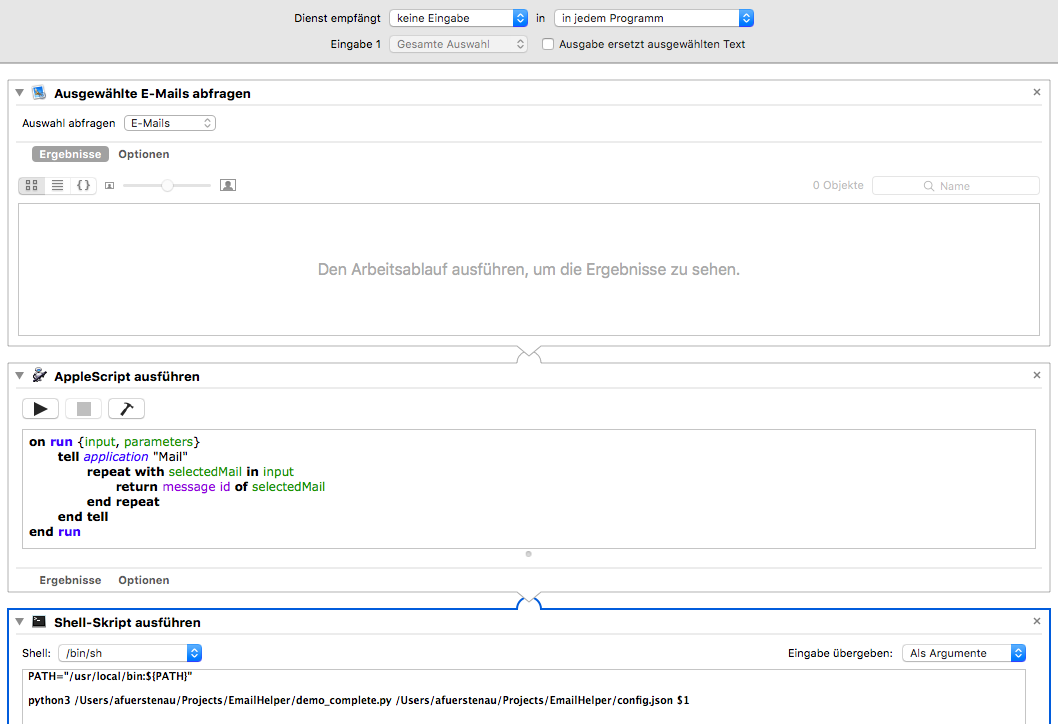 Dienst empfängt keine Eingabe in in jedem Programm
Eingabe 1 Gesamte Auswahl Ausgabe ersetzt ausgewählten Text
Ausgewählte E-Mails abfragen
Auswahl abfragen E-Mails
Ergebnisse Optionen
0 Objekte Name
Den Arbeitsablauf ausführen, um die Ergebnisse zu sehen.
AppleScript ausführen
on run {input, parameters}
tell application "Mail"
repeat with selectedMail in input
return message id of selectedMail
end repeat
end tell
end run
Ergebnisse Optionen
Shell-Skript ausführen
Shell: /bin/sh Eingabe übergeben: Als Argumente
PATH="/usr/local/bin:${PATH}"
python3 /Users/afuerstenau/Projects/EmailHelper/demo_complete.py /Users/afuerstenau/Projects/EmailHelper/config.json $1